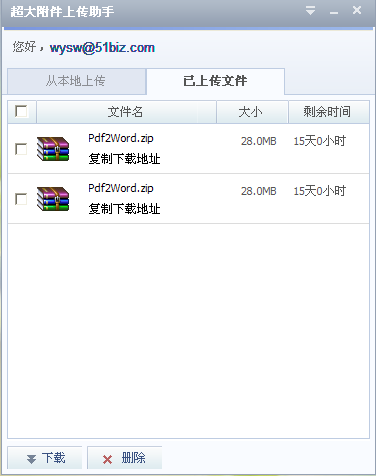 超大附件上传助手
您好，wysw@51biz.com
从本地上传 已上传文件
文件名 大小 剩余时间
Pdf2Word.zip 28.0MB 15天0小时
复制下载地址
Pdf2Word.zip 28.0MB 15天0小时
复制下载地址
下载 删除